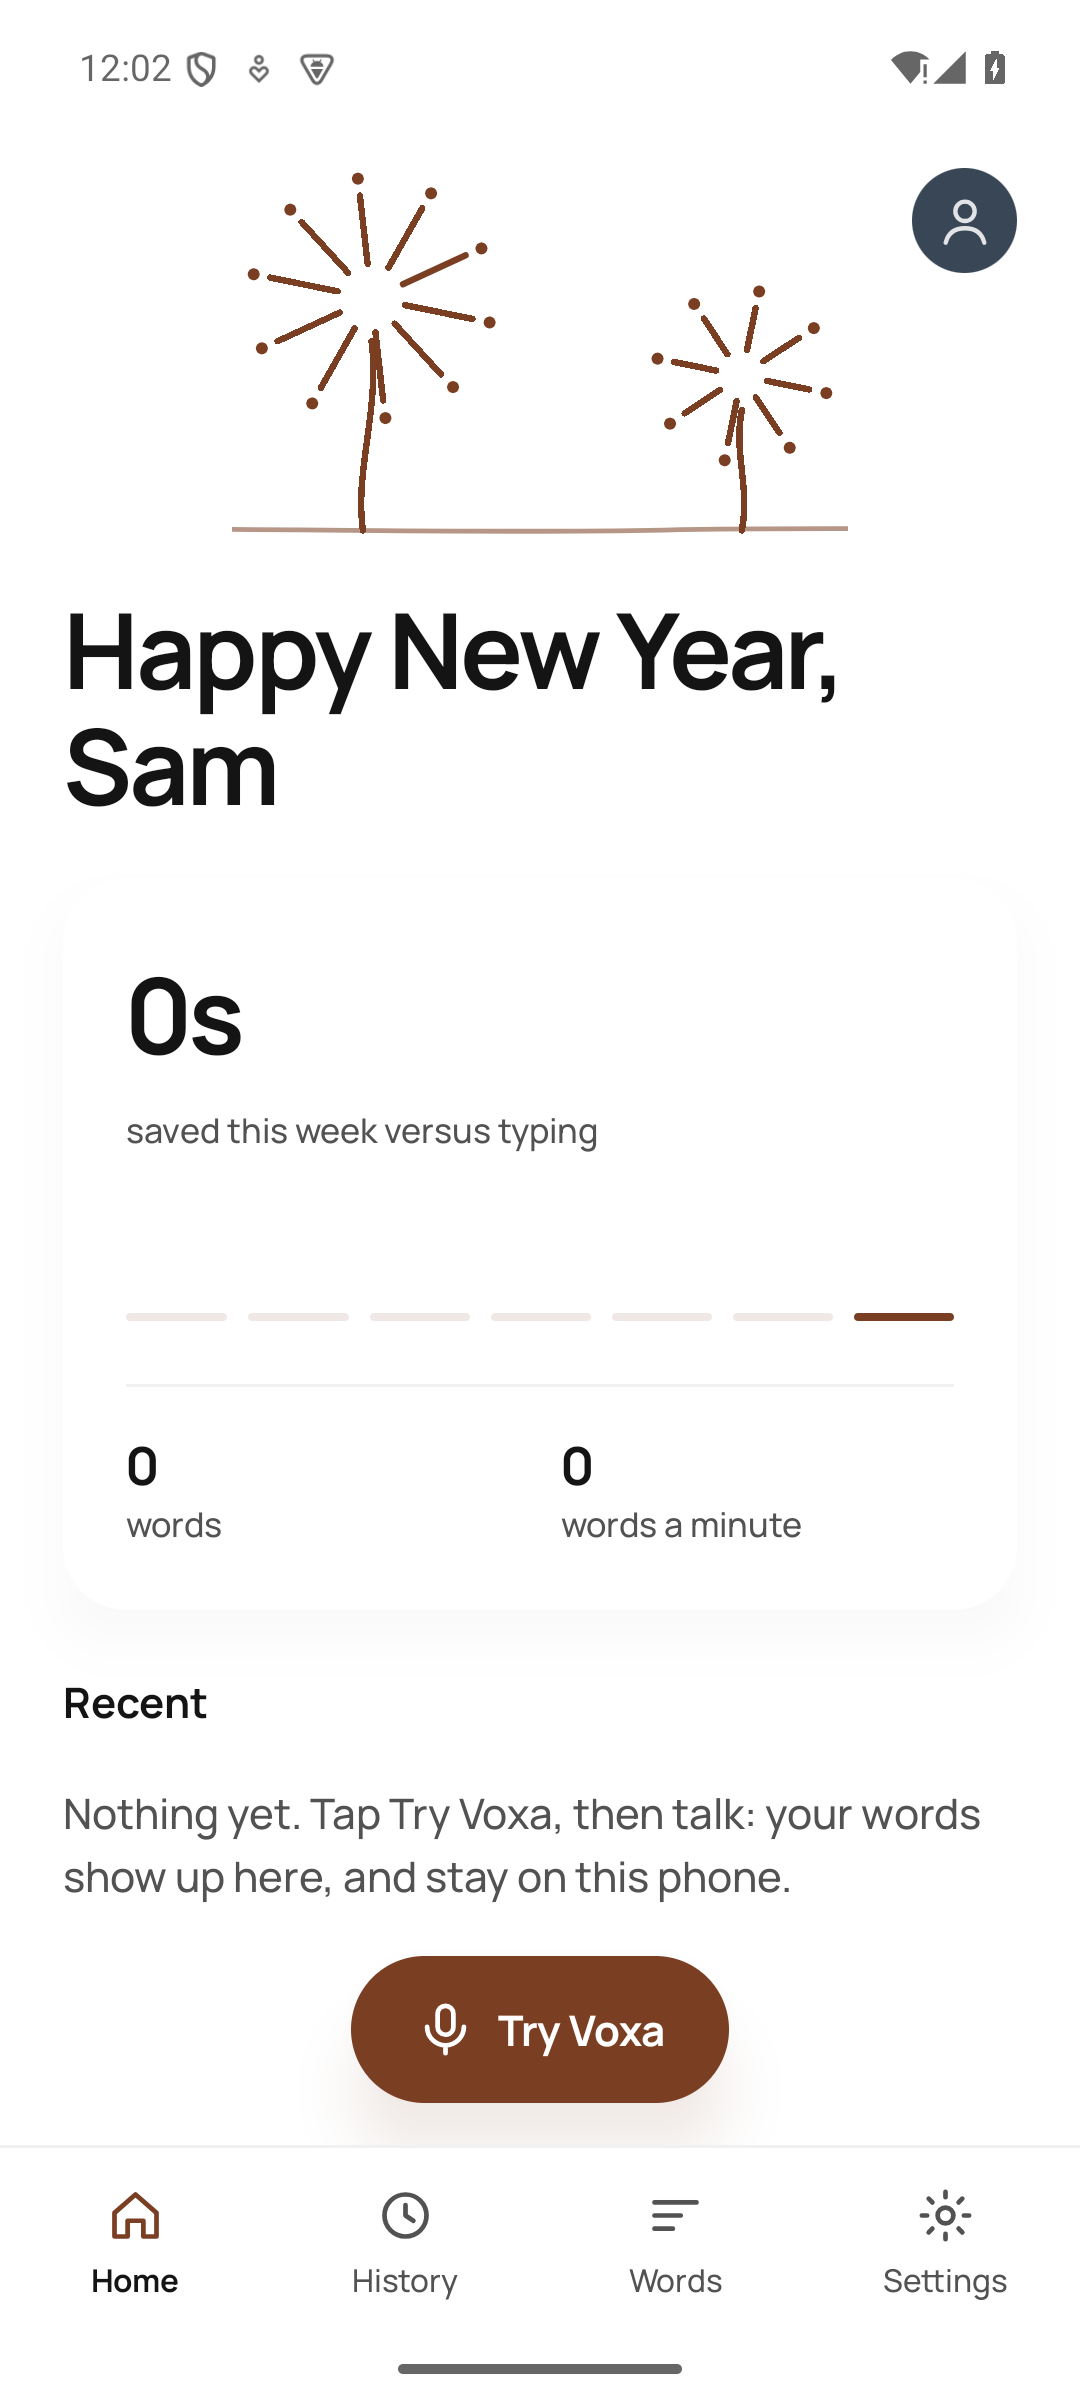 12:02
Happy New Year,
Sam
0s
saved this week versus typing
0
words
0
words a minute
Recent
Nothing yet. Tap Try Voxa, then talk: your words
show up here, and stay on this phone.
Try Voxa
Home
History
Words
Settings